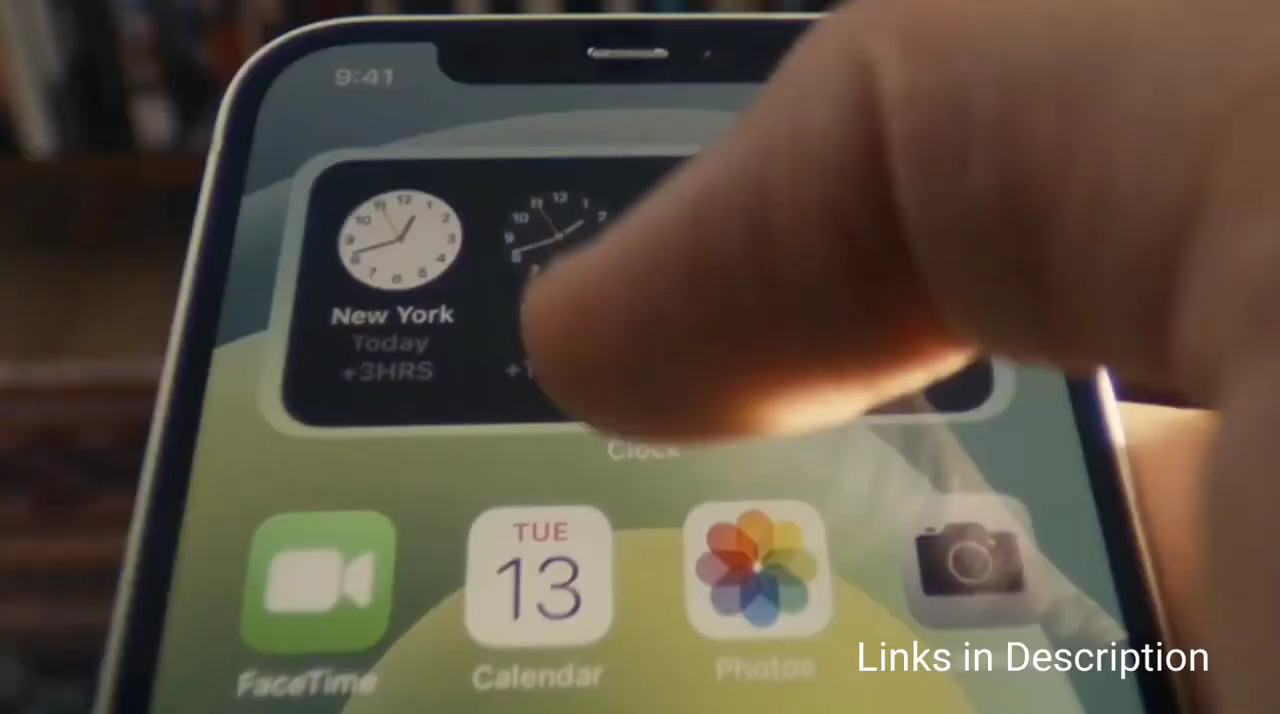 9:41
New York
Today
+3HRS
Clock
TUE
13
FaceTime
Calendar
Photos
Links in Description